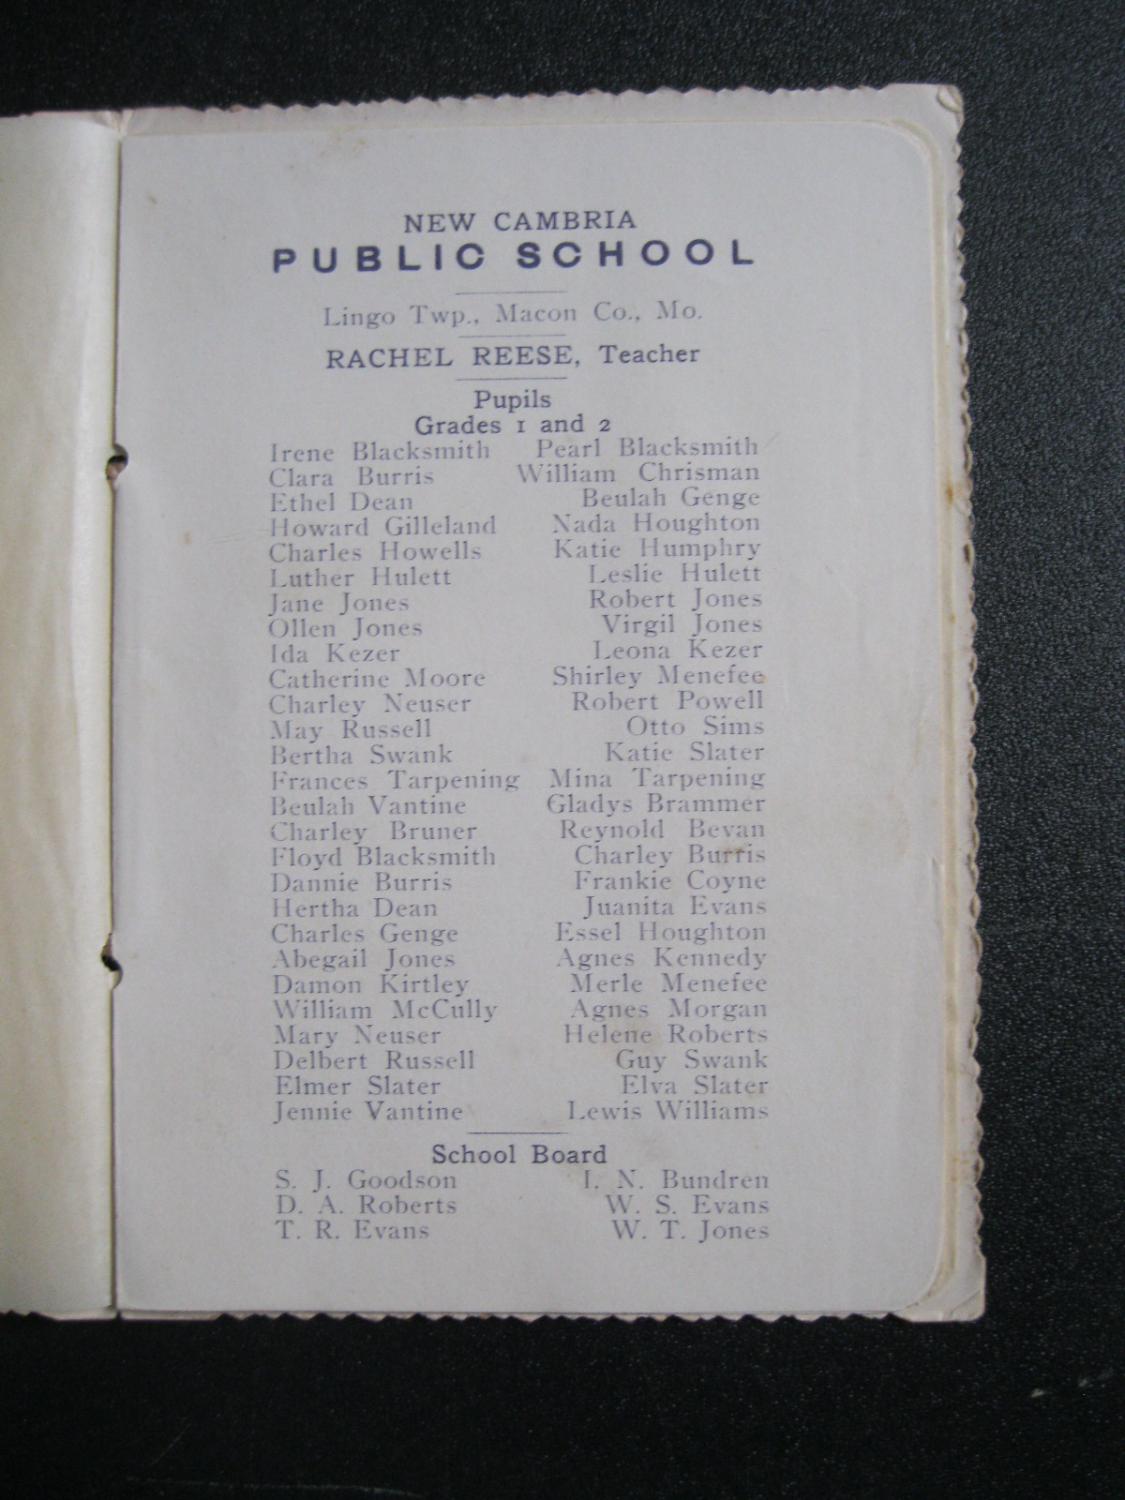 NEW CAMBRIA
PUBLIC SCHOOL
Lingo Twp., Macon Co., Mo.
RACHEL REESE, Teacher
Pupils
Grades 1 and 2
Irene Blacksmith Pearl Blacksmith
Clara Burris William Chrisman
Ethel Dean Beulah Genge
Howard Gilleland Nada Houghton
Charles Howells Katie Humphry
Luther Hulett Leslie Hulett
Jane Jones Robert Jones
Ollen Jones Virgil Jones
Ida Kezer Leona Kezer
Catherine Moore Shirley Menefee
Charley Neuser Robert Powell
May Russell Otto Sims
Bertha Swank Katie Slater
Frances Tarpening Mina Tarpening
Beulah Vantine Gladys Brammer
Charley Bruner Reynold Bevan
Floyd Blacksmith Charley Burris
Dannie Burris Frankie Coyne
Hertha Dean Juanita Evans
Charles Genge Essel Houghton
Abegail Jones Agnes Kennedy
Damon Kirtley Merle Menefee
William McCully Agnes Morgan
Mary Neuser Helene Roberts
Delbert Russell Guy Swank
Elmer Slater Elva Slater
Jennie Vantine Lewis Williams
School Board
S. J. Goodson I. N. Bundren
D. A. Roberts W. S. Evans
T. R. Evans W. T. Jones